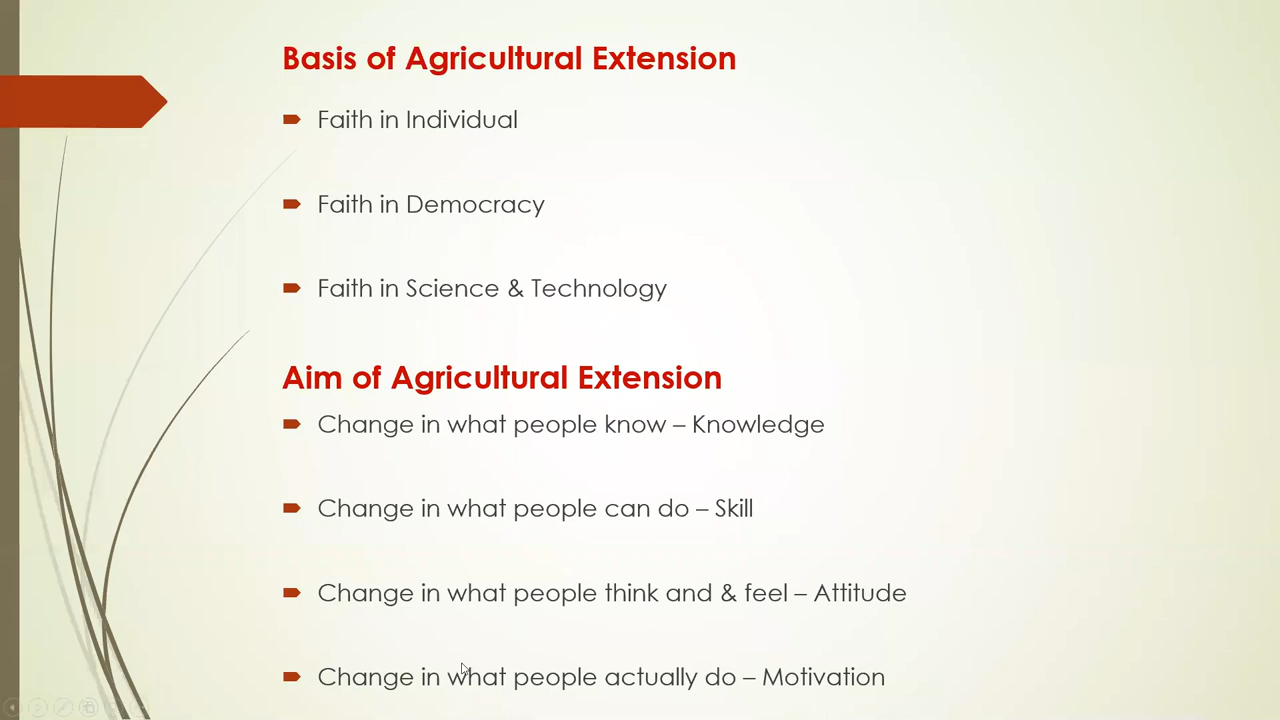 Basis of Agricultural Extension
Faith in Individual
Faith in Democracy
Faith in Science & Technology
Aim of Agricultural Extension
Change in what people know – Knowledge
Change in what people can do – Skill
Change in what people think and & feel – Attitude
Change in what people actually do – Motivation